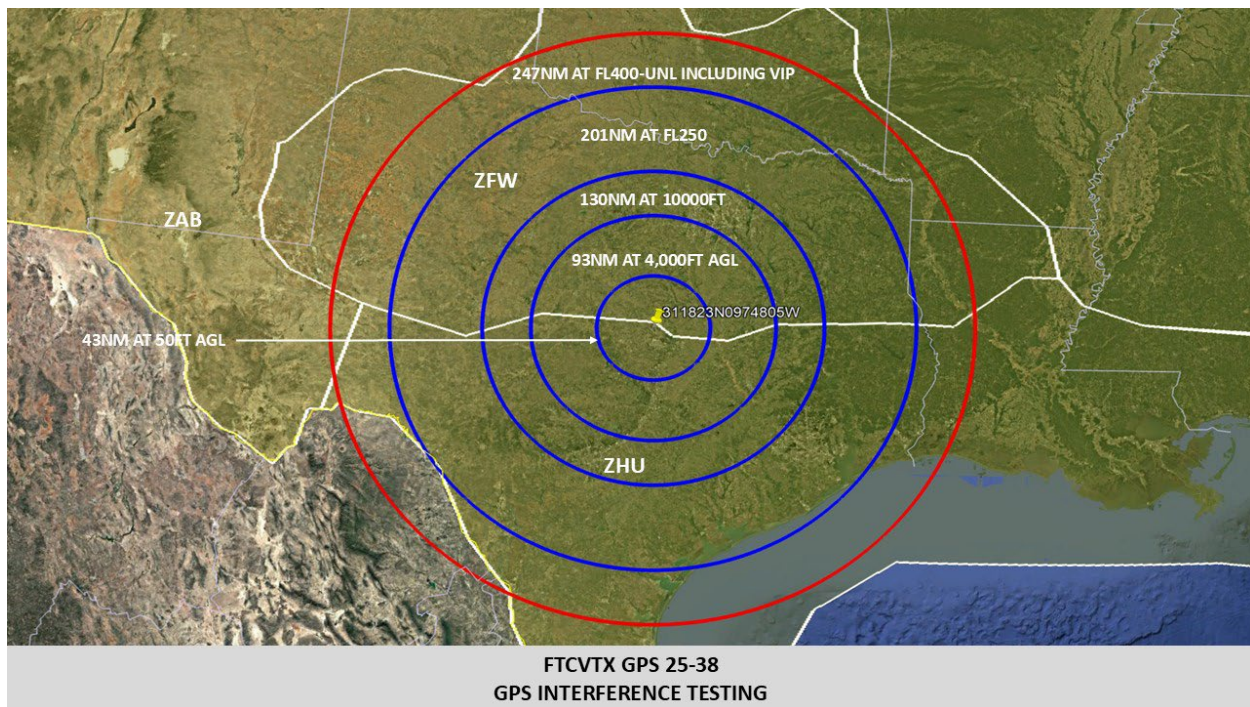 247NM AT FL400-UNL INCLUDING VIP
201NM AT FL250
ZFW
130NM AT 10000FT
ZAB
93NM AT 4,000FT AGL
311823N0974805W
43NM AT 50FT AGL
ZHU
FTCVTX GPS 25-38
GPS INTERFERENCE TESTING